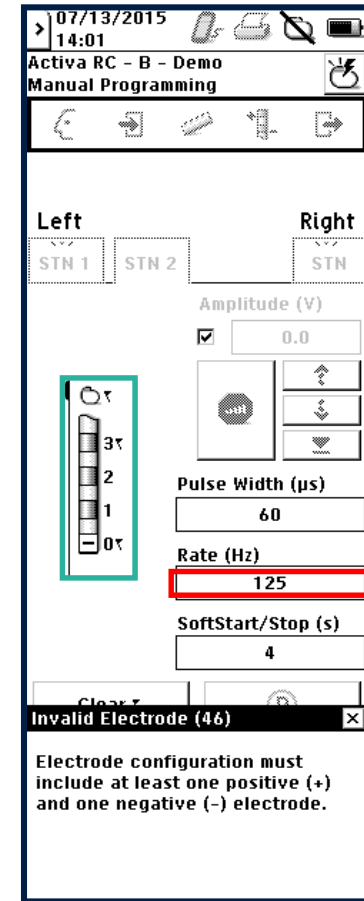 07/13/2015
14:01
Activa RC - B - Demo
Manual Programming
Left Right
STN 1 STN 2 STN
Amplitude (V)
0.0
3
2
1
0
Pulse Width (µs)
60
Rate (Hz)
125
SoftStart/Stop (s)
4
Invalid Electrode (46)
Electrode configuration must
include at least one positive (+)
and one negative (-) electrode.